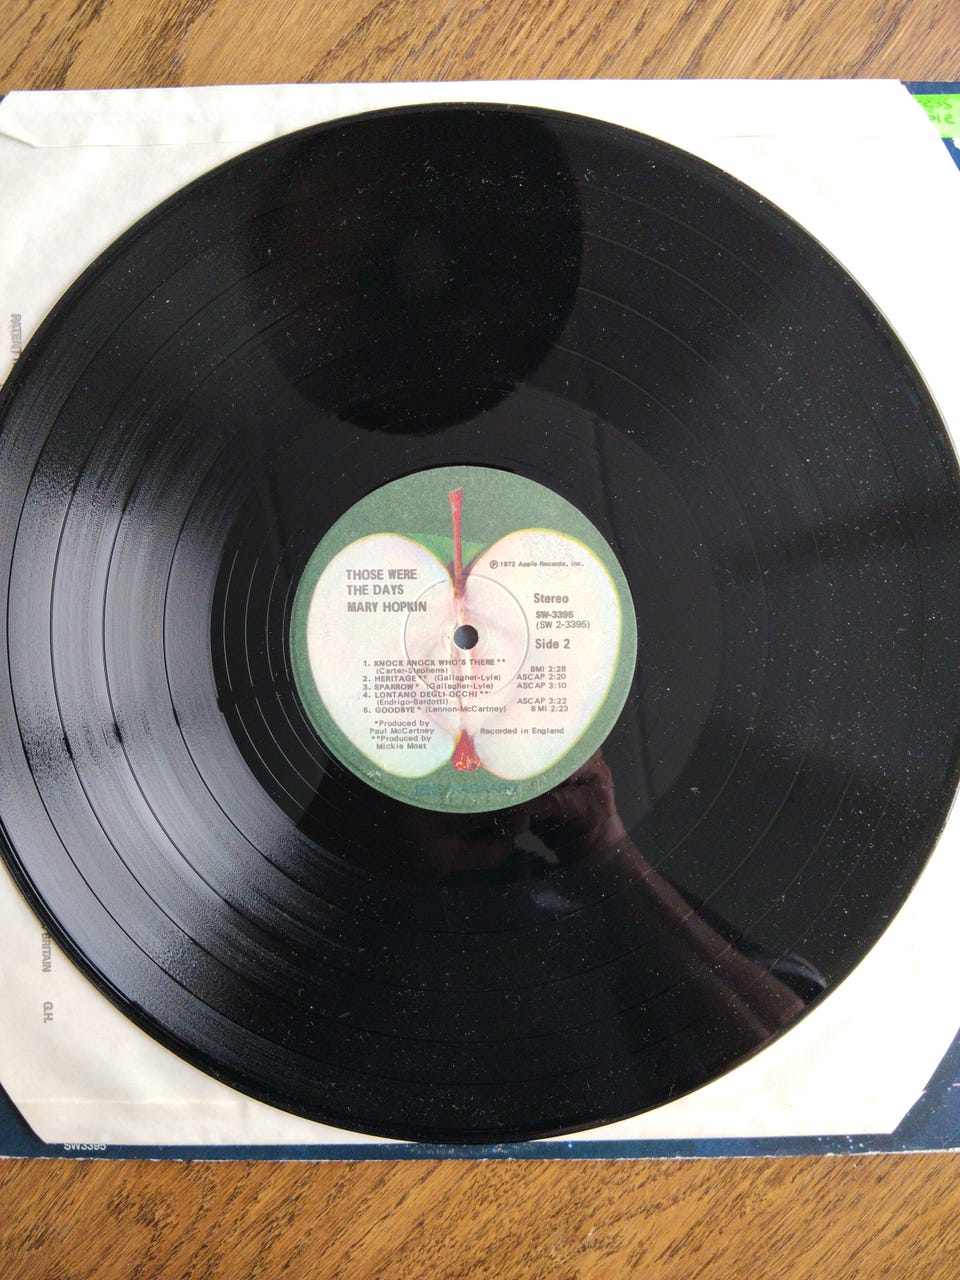 THOSE WERE
THE DAYS
MARY HOPKIN
℗ 1972 Apple Records, Inc.
Stereo
SW-3395
(SW 2-3395)
Side 2
1. KNOCK KNOCK WHO'S THERE** BMI 2:28
(Carter-Stephens)
2. HERITAGE** (Gallagher-Lyle) ASCAP 2:20
3. SPARROW* (Gallagher-Lyle) ASCAP 3:10
4. LONTANO DEGLI OCCHI** ASCAP 3:22
(Endrigo-Bardotti)
5. GOODBYE* (Lennon-McCartney) BMI 2:23
*Produced by
Paul McCartney
**Produced by
Mickie Most
Recorded in England
BRITAIN G.H.
SW3395